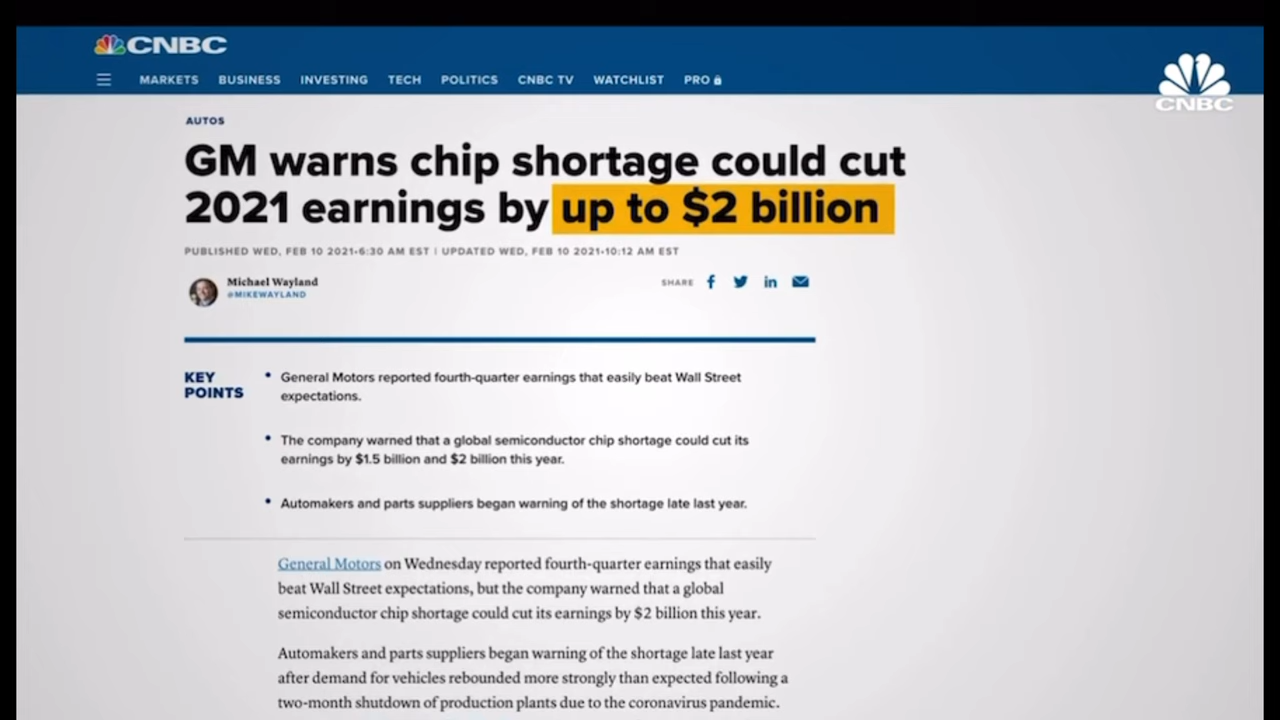 CNBC
MARKETS BUSINESS INVESTING TECH POLITICS CNBC TV WATCHLIST PRO
CNBC
AUTOS
GM warns chip shortage could cut
2021 earnings by up to $2 billion
PUBLISHED WED, FEB 10 2021-6:30 AM EST | UPDATED WED, FEB 10 2021-10:12 AM EST
Michael Wayland
@MIKEWAYLAND
SHARE
KEY
POINTS
• General Motors reported fourth-quarter earnings that easily beat Wall Street
expectations.
• The company warned that a global semiconductor chip shortage could cut its
earnings by $1.5 billion and $2 billion this year.
• Automakers and parts suppliers began warning of the shortage late last year.
General Motors on Wednesday reported fourth-quarter earnings that easily
beat Wall Street expectations, but the company warned that a global
semiconductor chip shortage could cut its earnings by $2 billion this year.
Automakers and parts suppliers began warning of the shortage late last year
after demand for vehicles rebounded more strongly than expected following a
two-month shutdown of production plants due to the coronavirus pandemic.